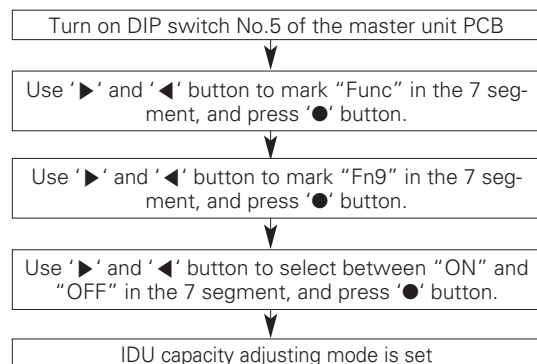 Turn on DIP switch No.5 of the master unit PCB
Use ‘▶‘ and ‘◀‘ button to mark “Func” in the 7 seg-
ment, and press ‘●‘ button.
Use ‘▶‘ and ‘◀‘ button to mark “Fn9” in the 7 seg-
ment, and press ‘●‘ button.
Use ‘▶‘ and ‘◀‘ button to select between “ON” and
“OFF” in the 7 segment, and press ‘●‘ button.
IDU capacity adjusting mode is set